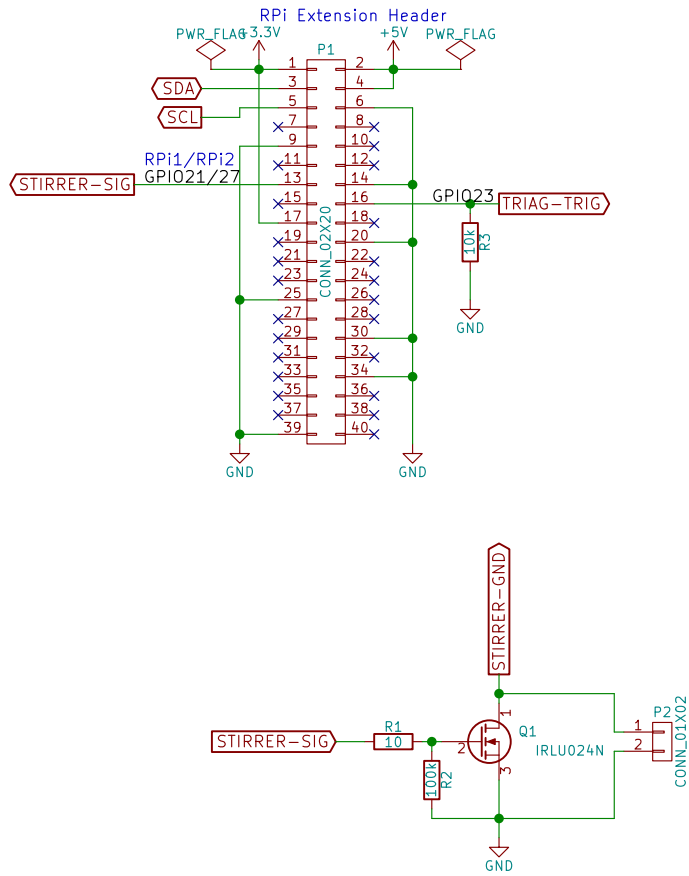 RPi Extension Header
PWR_FLAG
+3.3V
+5V
PWR_FLAG
P1
1 2
SDA
3 4
SCL
5 6
7 8
9 10
RPi1/RPi2
11 12
STIRRER-SIG
GPIO21/27
13 14
15 16
GPIO23
TRIAG-TRIG
17 18
19 20
10k
R3
21 22
23 24
CONN_02X20
25 26
27 28
GND
29 30
31 32
33 34
35 36
37 38
39 40
GND
GND
STIRRER-GND
1
STIRRER-SIG
R1
10
2
Q1
IRLU024N
3
100k
R2
P2
1
2
CONN_01X02
GND